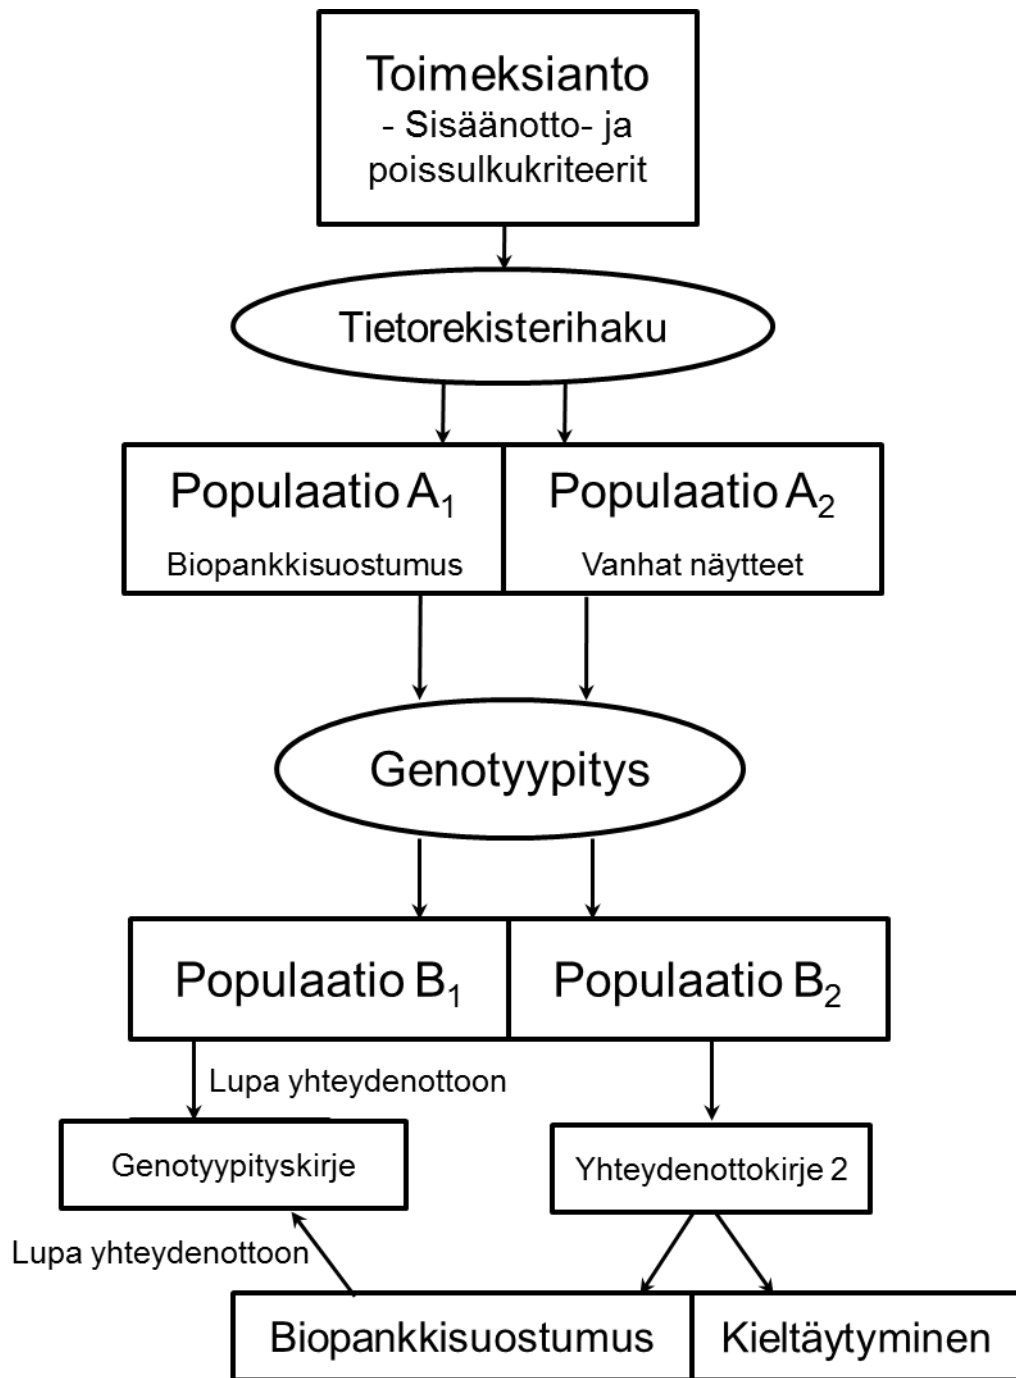 Toimeksianto
- Sisäänotto- ja
poissulkukriteerit
Tietorekisterihaku
Populaatio A₁
Biopankkisuostumus
Populaatio A₂
Vanhat näytteet
Genotyypitys
Populaatio B₁
Populaatio B₂
Lupa yhteydenottoon
Genotyypityskirje
Yhteydenottokirje 2
Lupa yhteydenottoon
Biopankkisuostumus
Kieltäytyminen